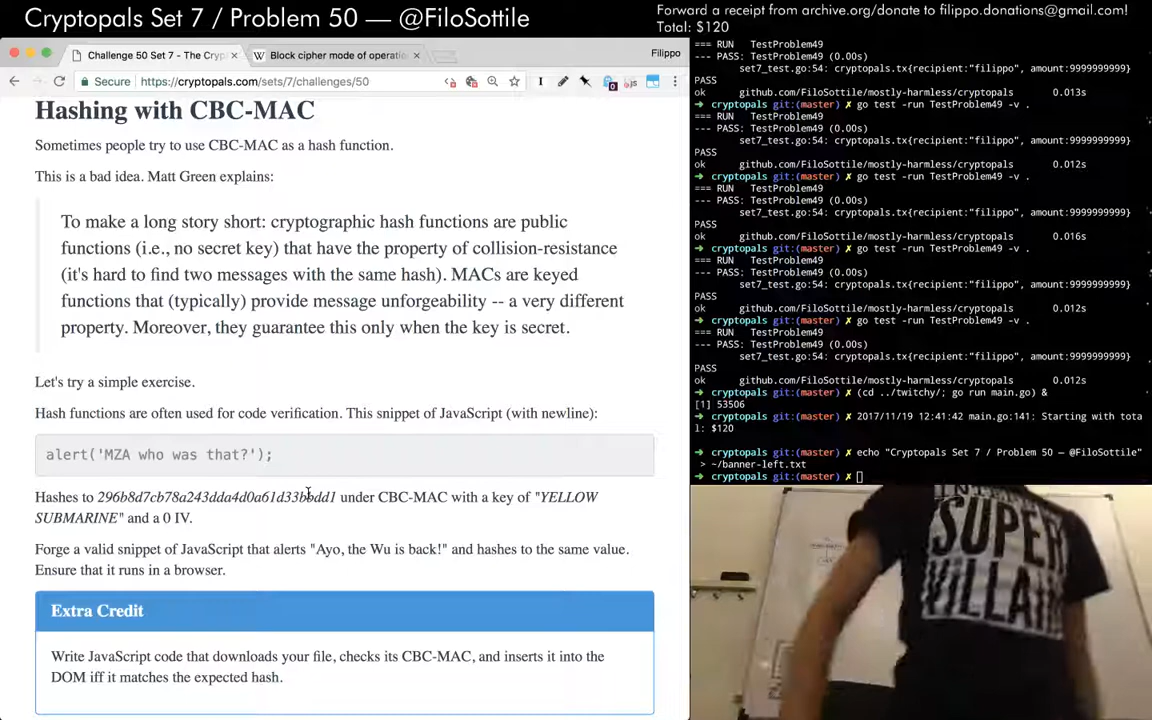 Cryptopals Set 7 / Problem 50 — @FiloSottile
Forward a receipt from archive.org/donate to filippo.donations@gmail.com!
Total: $120
Challenge 50 Set 7 - The Cryp
Block cipher mode of operatio
Filippo
Secure
https://cryptopals.com/sets/7/challenges/50
Hashing with CBC-MAC
Sometimes people try to use CBC-MAC as a hash function.
This is a bad idea. Matt Green explains:
To make a long story short: cryptographic hash functions are public
functions (i.e., no secret key) that have the property of collision-resistance
(it's hard to find two messages with the same hash). MACs are keyed
functions that (typically) provide message unforgeability -- a very different
property. Moreover, they guarantee this only when the key is secret.
Let's try a simple exercise.
Hash functions are often used for code verification. This snippet of JavaScript (with newline):
alert('MZA who was that?');
Hashes to 296b8d7cb78a243dda4d0a61d33bbdd1 under CBC-MAC with a key of "YELLOW
SUBMARINE" and a 0 IV.
Forge a valid snippet of JavaScript that alerts "Ayo, the Wu is back!" and hashes to the same value.
Ensure that it runs in a browser.
Extra Credit
Write JavaScript code that downloads your file, checks its CBC-MAC, and inserts it into the
DOM iff it matches the expected hash.
=== RUN TestProblem49
--- PASS: TestProblem49 (0.00s)
set7_test.go:54: cryptopals.tx{recipient:"filippo", amount:9999999999}
PASS
ok github.com/FiloSottile/mostly-harmless/cryptopals 0.013s
➜ cryptopals git:(master) ✗ go test -run TestProblem49 -v .
=== RUN TestProblem49
--- PASS: TestProblem49 (0.00s)
set7_test.go:54: cryptopals.tx{recipient:"filippo", amount:9999999999}
PASS
ok github.com/FiloSottile/mostly-harmless/cryptopals 0.012s
➜ cryptopals git:(master) ✗ go test -run TestProblem49 -v .
=== RUN TestProblem49
--- PASS: TestProblem49 (0.00s)
set7_test.go:54: cryptopals.tx{recipient:"filippo", amount:9999999999}
PASS
ok github.com/FiloSottile/mostly-harmless/cryptopals 0.016s
➜ cryptopals git:(master) ✗ go test -run TestProblem49 -v .
=== RUN TestProblem49
--- PASS: TestProblem49 (0.00s)
set7_test.go:54: cryptopals.tx{recipient:"filippo", amount:9999999999}
PASS
ok github.com/FiloSottile/mostly-harmless/cryptopals 0.012s
➜ cryptopals git:(master) ✗ go test -run TestProblem49 -v .
=== RUN TestProblem49
--- PASS: TestProblem49 (0.00s)
set7_test.go:54: cryptopals.tx{recipient:"filippo", amount:9999999999}
PASS
ok github.com/FiloSottile/mostly-harmless/cryptopals 0.012s
➜ cryptopals git:(master) ✗ (cd ../twitchy/; go run main.go) &
[1] 53506
➜ cryptopals git:(master) ✗ 2017/11/19 12:41:42 main.go:141: Starting with tota
l: $120
➜ cryptopals git:(master) ✗ echo "Cryptopals Set 7 / Problem 50 — @FiloSottile"
> ~/banner-left.txt
➜ cryptopals git:(master) ✗
SUPER
VILLAIN